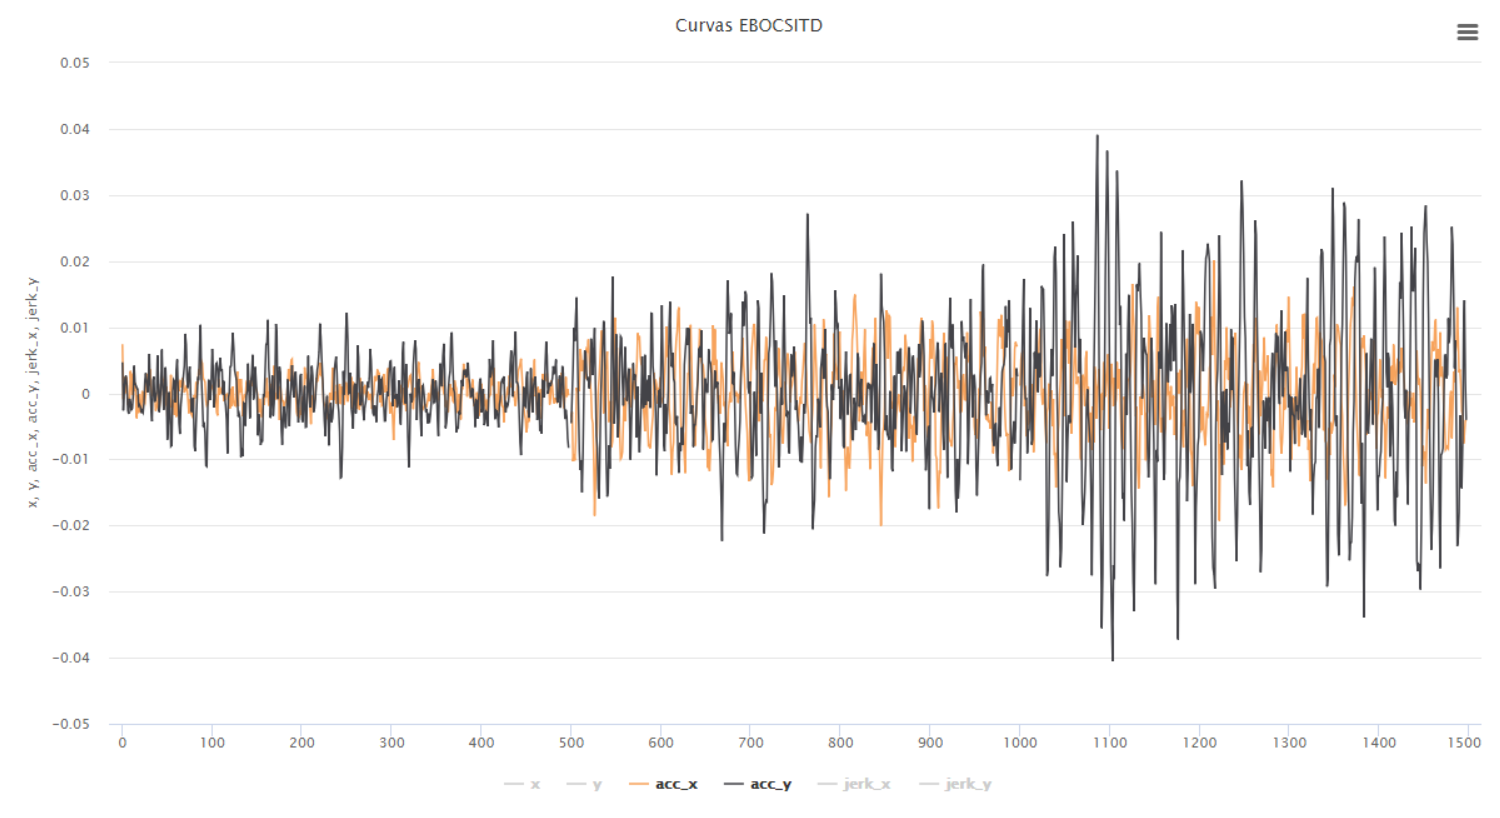 Curvas EBOCSITD
x, y, acc_x, acc_y, jerk_x, jerk_y
0.05
0.04
0.03
0.02
0.01
0
−0.01
−0.02
−0.03
−0.04
−0.05
0 100 200 300 400 500 600 700 800 900 1000 1100 1200 1300 1400 1500
x y acc_x acc_y jerk_x jerk_y